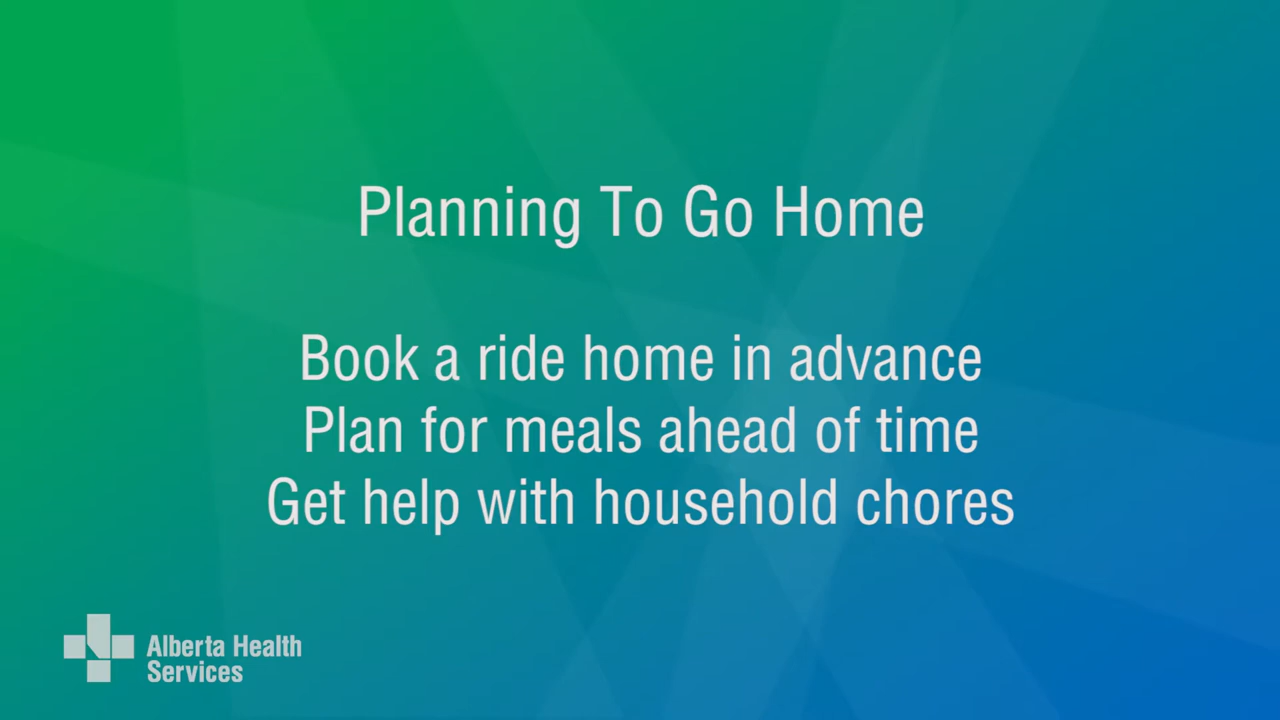 Planning To Go Home
Book a ride home in advance
Plan for meals ahead of time
Get help with household chores
Alberta Health
Services